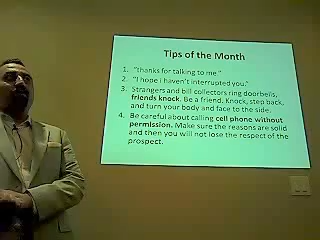 Tips of the Month
1. "thanks for talking to me."
2. "I hope i haven't interrupted you."
3. Strangers and bill collectors ring doorbells,
friends knock. Be a friend. Knock, step back,
and turn your body and face to the side.
4. Be careful about calling cell phone without
permission. Make sure the reasons are solid
and then you will not lose the respect of the
prospect.